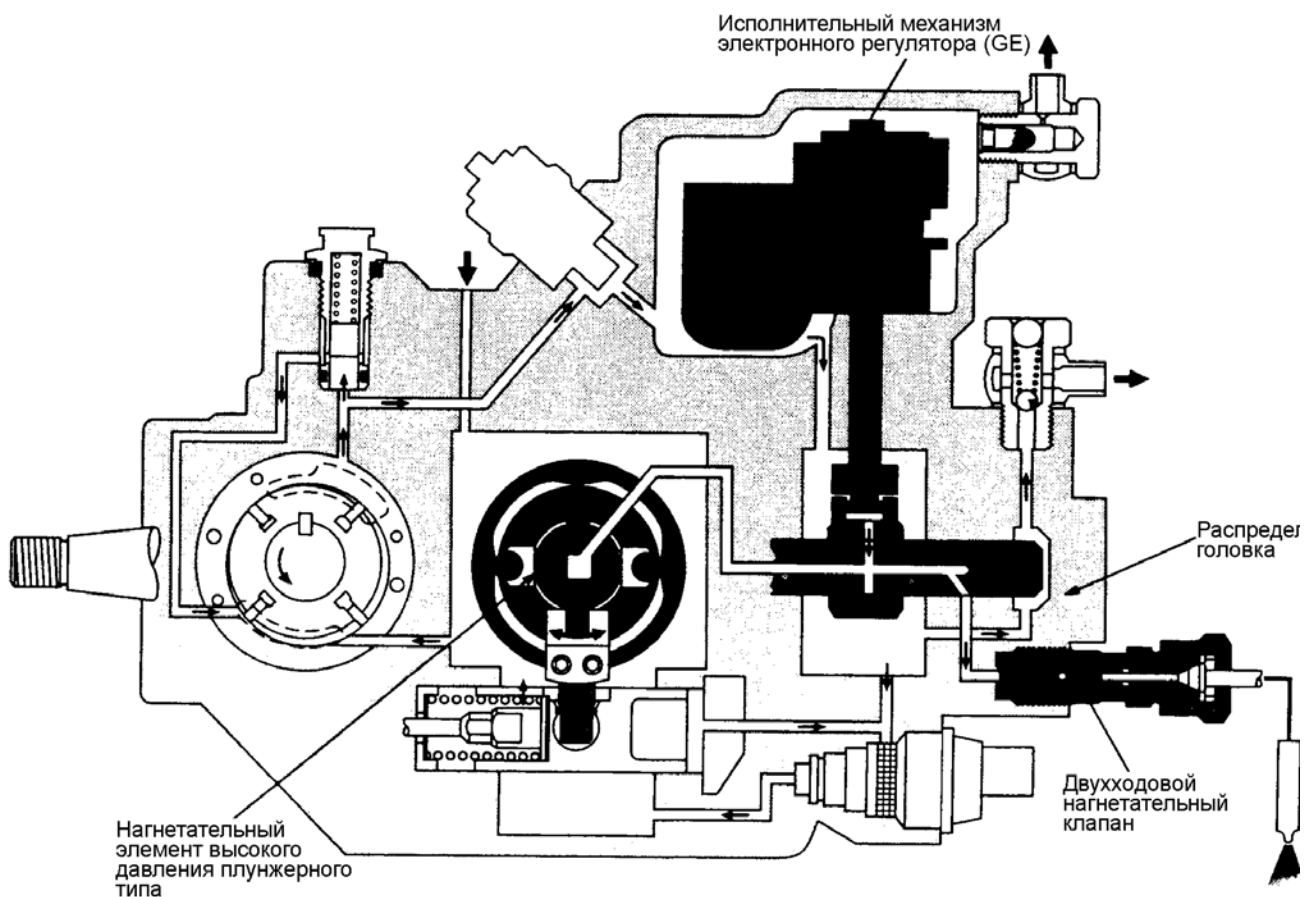 Исполнительный механизм
электронного регулятора (GE)
Распредел
головка
Двухходовой
нагнетательный
клапан
Нагнетательный
элемент высокого
давления плунжерного
типа